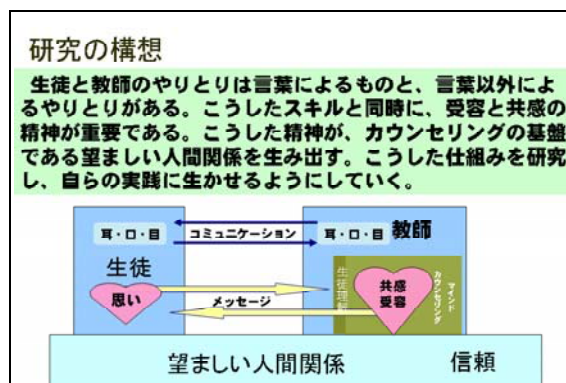 研究の構想
生徒と教師のやりとりは言葉によるものと、言葉以外によ
るやりとりがある。こうしたスキルと同時に、受容と共感の
精神が重要である。こうした精神が、カウンセリングの基盤
である望ましい人間関係を生み出す。こうした仕組みを研究
し、自らの実践に生かせるようにしていく。
耳・口・目
コミュニケーション
耳・口・目
教師
生徒
思い
メッセージ
生徒理解
共感
受容
カウンセリング
マインド
望ましい人間関係
信頼